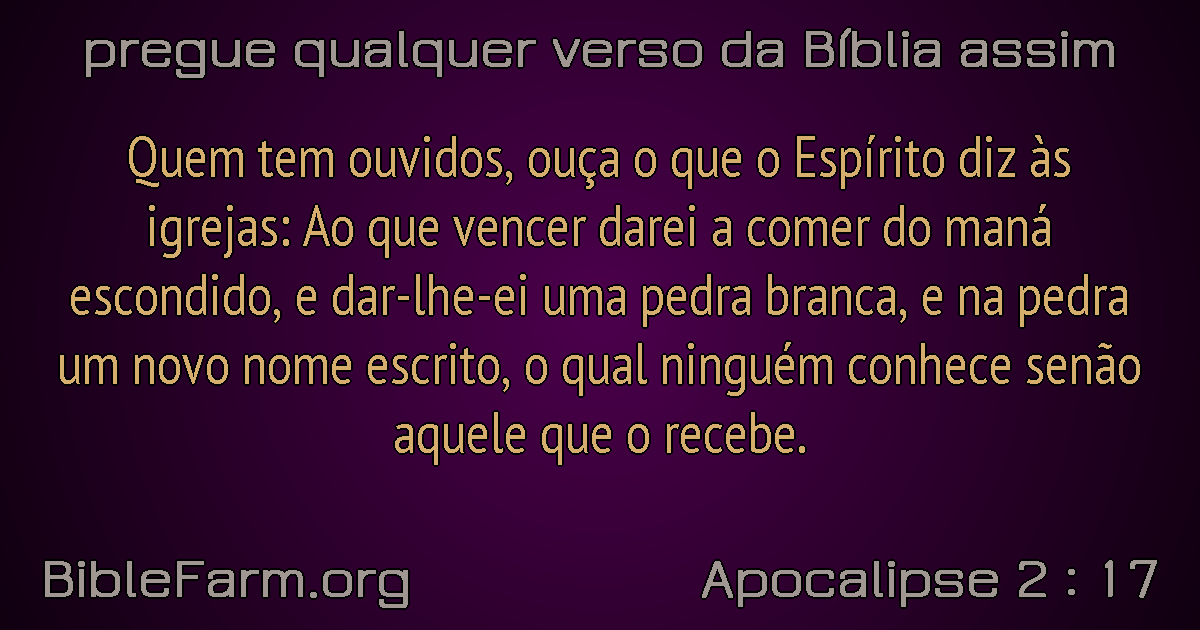 pregue qualquer verso da Bíblia assim
Quem tem ouvidos, ouça o que o Espírito diz às
igrejas: Ao que vencer darei a comer do maná
escondido, e dar-lhe-ei uma pedra branca, e na pedra
um novo nome escrito, o qual ninguém conhece senão
aquele que o recebe.
BibleFarm.org
Apocalipse 2 : 17